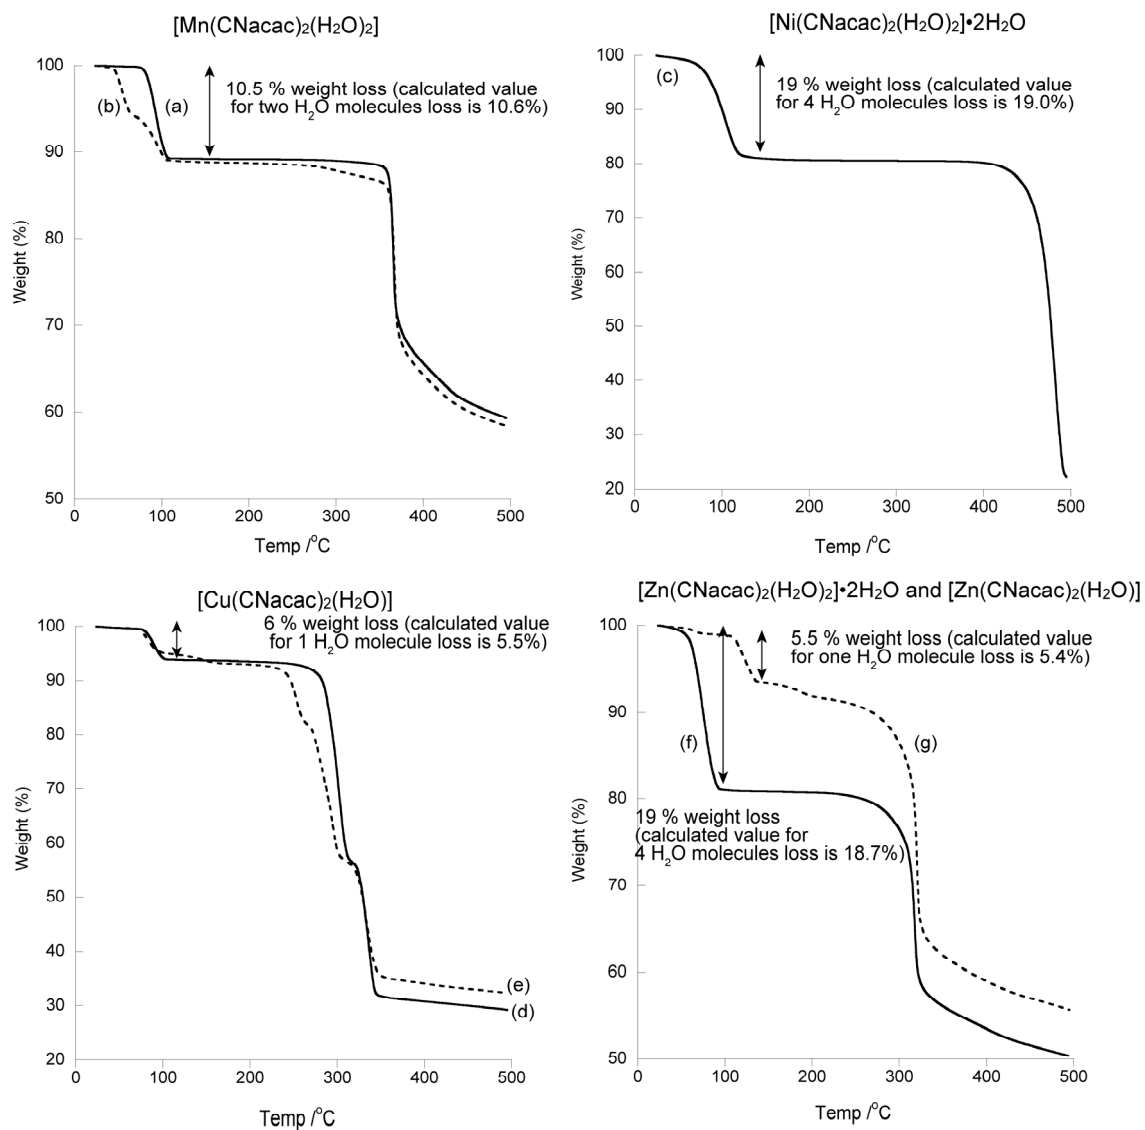 [Mn(CNacac)₂(H₂O)₂]
100
90
80
70
60
50
Weight (%)
(b)
(a)
10.5 % weight loss (calculated value
for two H₂O molecules loss is 10.6%)
0
100
200
300
400
500
Temp /°C
[Ni(CNacac)₂(H₂O)₂]•2H₂O
100
90
80
70
60
50
40
30
20
Weight (%)
(c)
19 % weight loss (calculated value
for 4 H₂O molecules loss is 19.0%)
0
100
200
300
400
500
Temp /°C
[Cu(CNacac)₂(H₂O)]
100
90
80
70
60
50
40
30
20
Weight (%)
6 % weight loss (calculated value
for 1 H₂O molecule loss is 5.5%)
(e)
(d)
0
100
200
300
400
500
Temp /°C
[Zn(CNacac)₂(H₂O)₂]•2H₂O and [Zn(CNacac)₂(H₂O)]
100
90
80
70
60
50
Weight (%)
5.5 % weight loss (calculated value
for one H₂O molecule loss is 5.4%)
(f)
(g)
19 % weight loss
(calculated value for
4 H₂O molecules loss is 18.7%)
0
100
200
300
400
500
Temp /°C